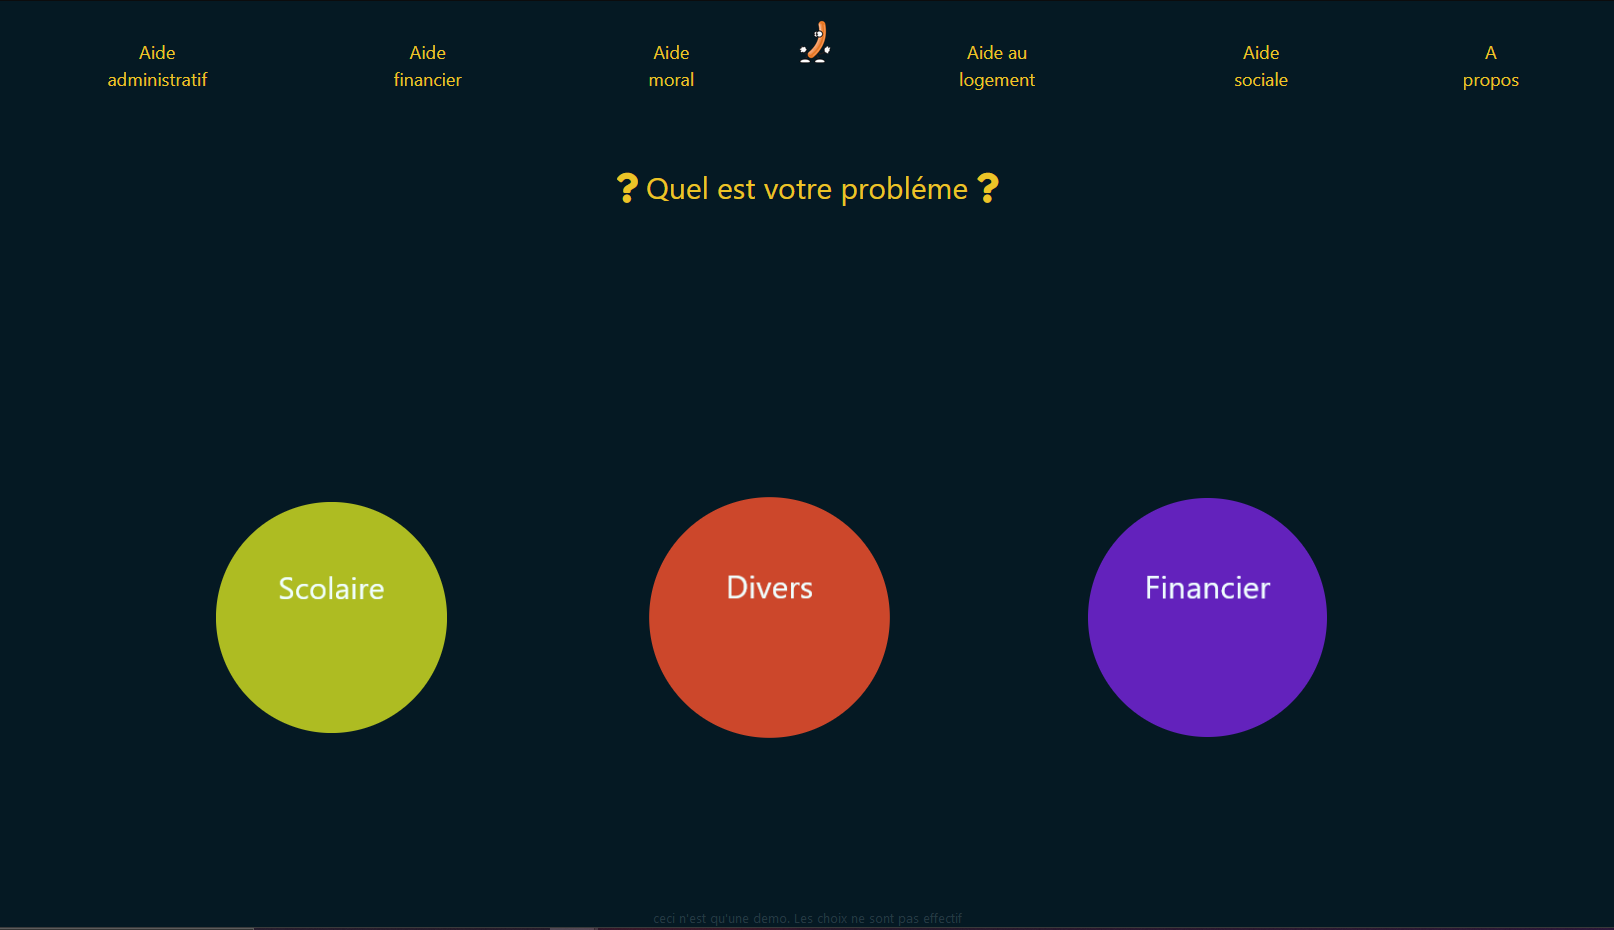 Aide
administratif
Aide
financier
Aide
moral
Aide au
logement
Aide
sociale
A
propos
? Quel est votre probléme ?
Scolaire
Divers
Financier
ceci n'est qu'une demo. Les choix ne sont pas effectif